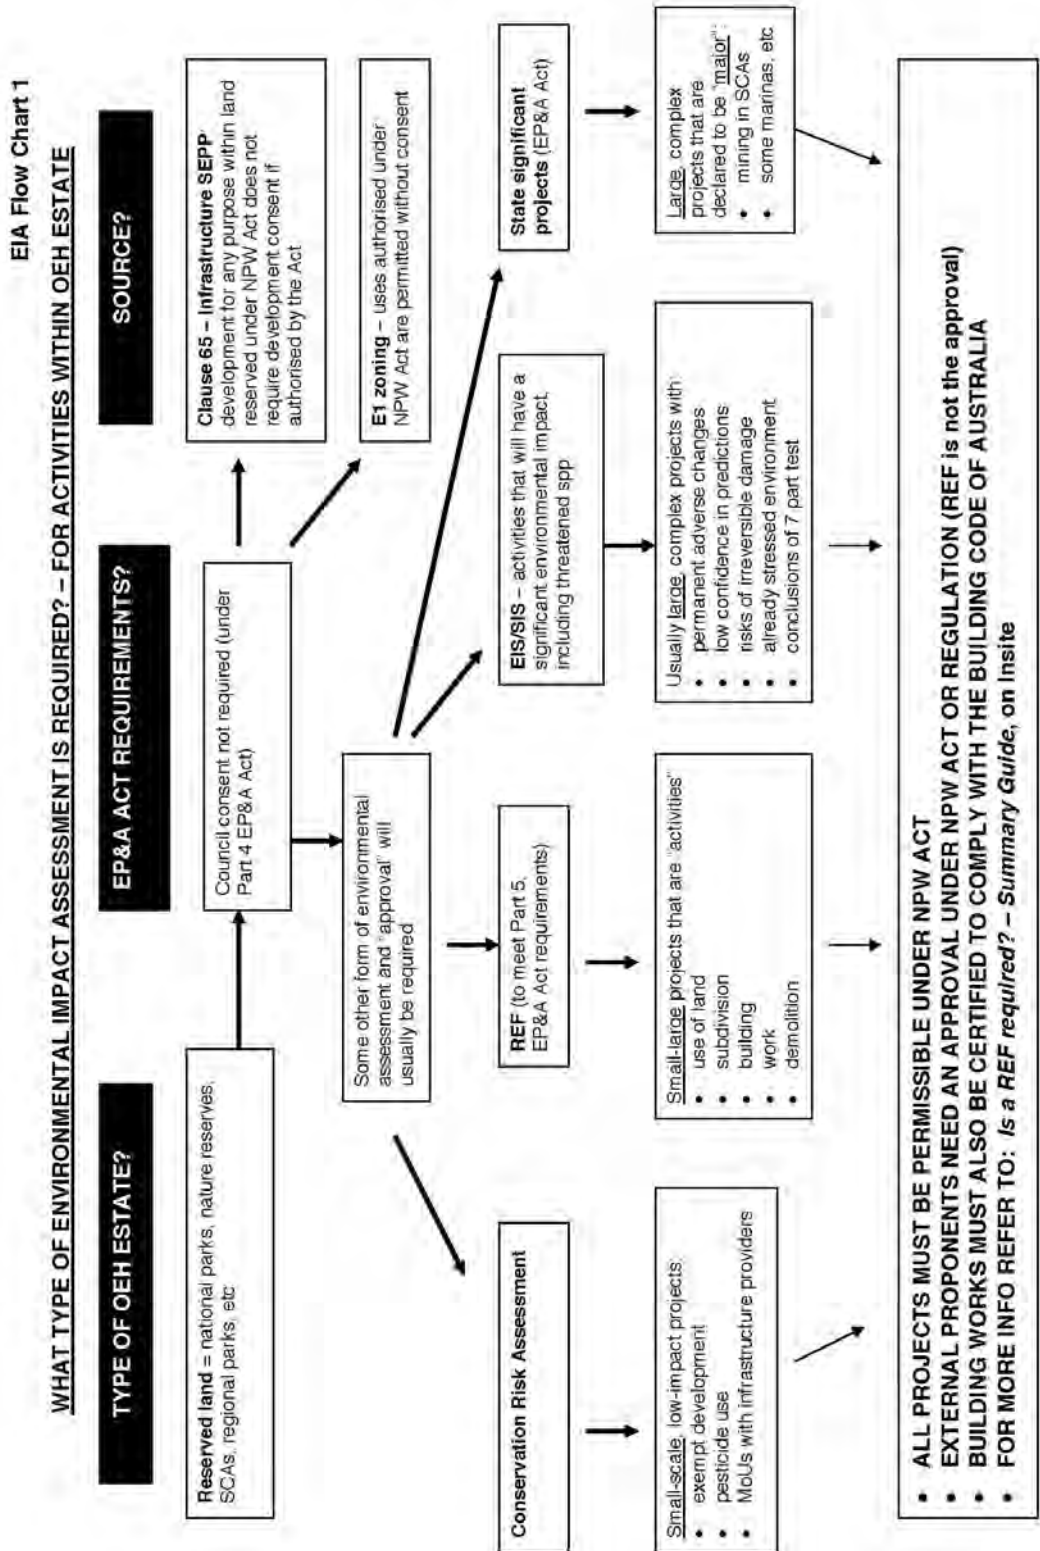 EIA Flow Chart 1
WHAT TYPE OF ENVIRONMENTAL IMPACT ASSESSMENT IS REQUIRED? – FOR ACTIVITIES WITHIN OEH ESTATE
TYPE OF OEH ESTATE?
EP&A ACT REQUIREMENTS?
SOURCE?
Reserved land = national parks, nature reserves,
SCAs, regional parks, etc
Council consent not required (under
Part 4 EP&A Act)
Clause 65 – Infrastructure SEPP
development for any purpose within land
reserved under NPW Act does not
require development consent if
authorised by the Act
E1 zoning – uses authorised under
NPW Act are permitted without consent
Some other form of environmental
assessment and "approval" will
usually be required
Conservation Risk Assessment
REF (to meet Part 5,
EP&A Act requirements)
EIS/SIS – activities that will have a
significant environmental impact,
including threatened spp
State significant
projects (EP&A Act)
Small-scale, low-impact projects:
• exempt development
• pesticide use
• MoUs with infrastructure providers
Small-large projects that are "activities"
• use of land
• subdivision
• building
• work
• demolition
Usually large, complex projects with:
• permanent adverse changes
• low confidence in predictions
• risks of irreversible damage
• already stressed environment
• conclusions of 7 part test
Large, complex
projects that are
declared to be "major":
• mining in SCAs
• some marinas, etc
• ALL PROJECTS MUST BE PERMISSIBLE UNDER NPW ACT
• EXTERNAL PROPONENTS NEED AN APPROVAL UNDER NPW ACT OR REGULATION (REF is not the approval)
• BUILDING WORKS MUST ALSO BE CERTIFIED TO COMPLY WITH THE BUILDING CODE OF AUSTRALIA
• FOR MORE INFO REFER TO: Is a REF required? – Summary Guide, on Insite